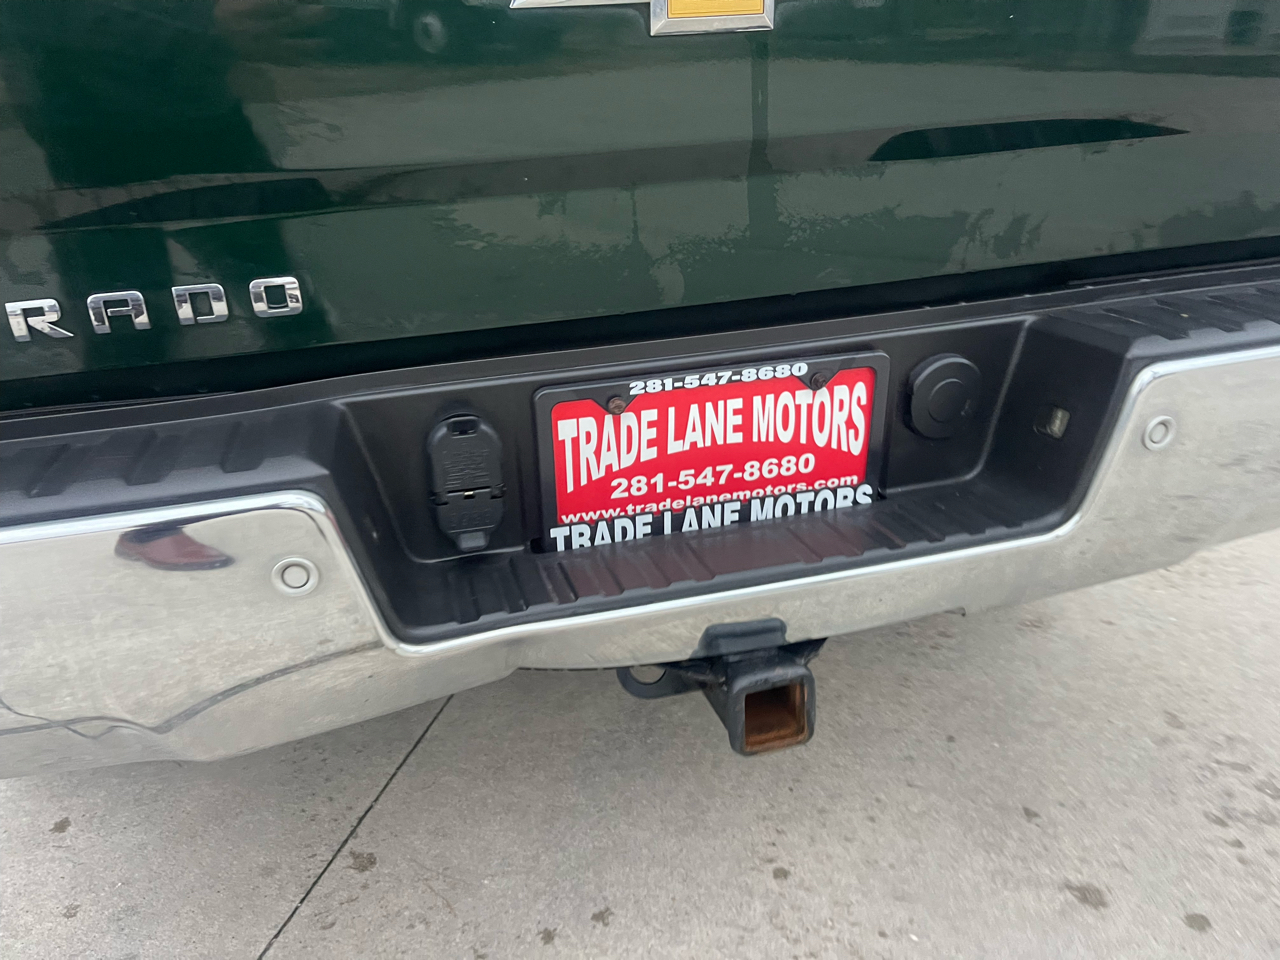 RADO
281-547-8680
TRADE LANE MOTORS
281-547-8680
www.tradelanemotors.com
TRADE LANE MOTORS